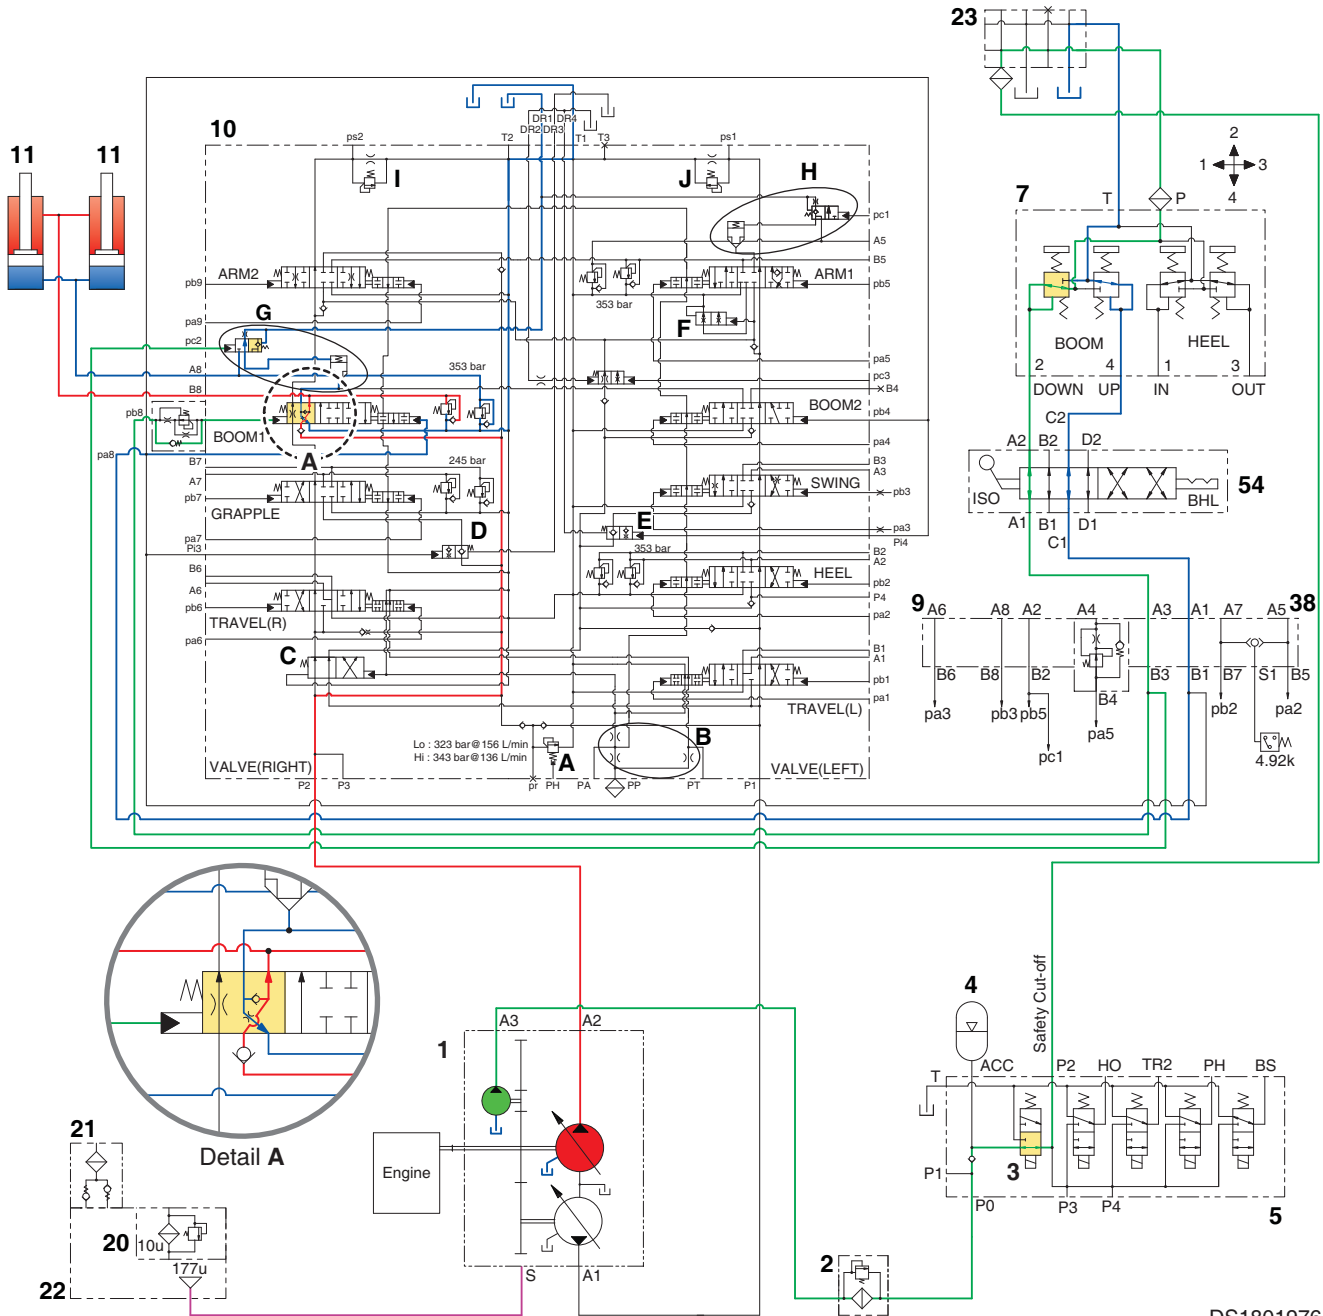 23
2
1 3
4
10
ps2 T2 DR1 DR4 T1 T3 ps1
DR2 DR3
11 11
I J H
7
T P
pc1
A5
B5
ARM2 ARM1
pb9 pb5
353 bar
G F
pa9
pc2 pa5
A8 353 bar pc3
B8 B4
pb8 BOOM2
BOOM1 pb4
pa8 A pa4
BOOM HEEL
2 4 1 3
DOWN UP IN OUT
C2
A2 B2 D2
ISO BHL 54
A1 B1 D1
C1
B7 245 bar B3
A7 A3
pb7 SWING
GRAPPLE pb3
D E
pa7 pa3
Pi3 Pi4
353 bar
B6 B2
A2
A6 HEEL
pb6 pb2
TRAVEL(R) P4
pa6 pa2
C B1
A1
pb1
pa1
TRAVEL(L)
9 A6 A8 A2 A4 A3 A1 A7 A5 38
B6 B8 B2 B4 B3 B1 B7 S1 B5
pa3 pb3 pb5 pa5 pb2 pa2
pc1 4.92k
Lo : 323 bar@156 L/min
Hi : 343 bar@136 L/min
A B
VALVE(RIGHT) VALVE(LEFT)
P2 P3 pr PH PA PP PT P1
Detail A
1
A3 A2
Engine
S A1
21
20 10u
177u
22
2
Safety Cut-off
4
T ACC P2 HO TR2 PH BS
P1 3
P0 P3 P4
5